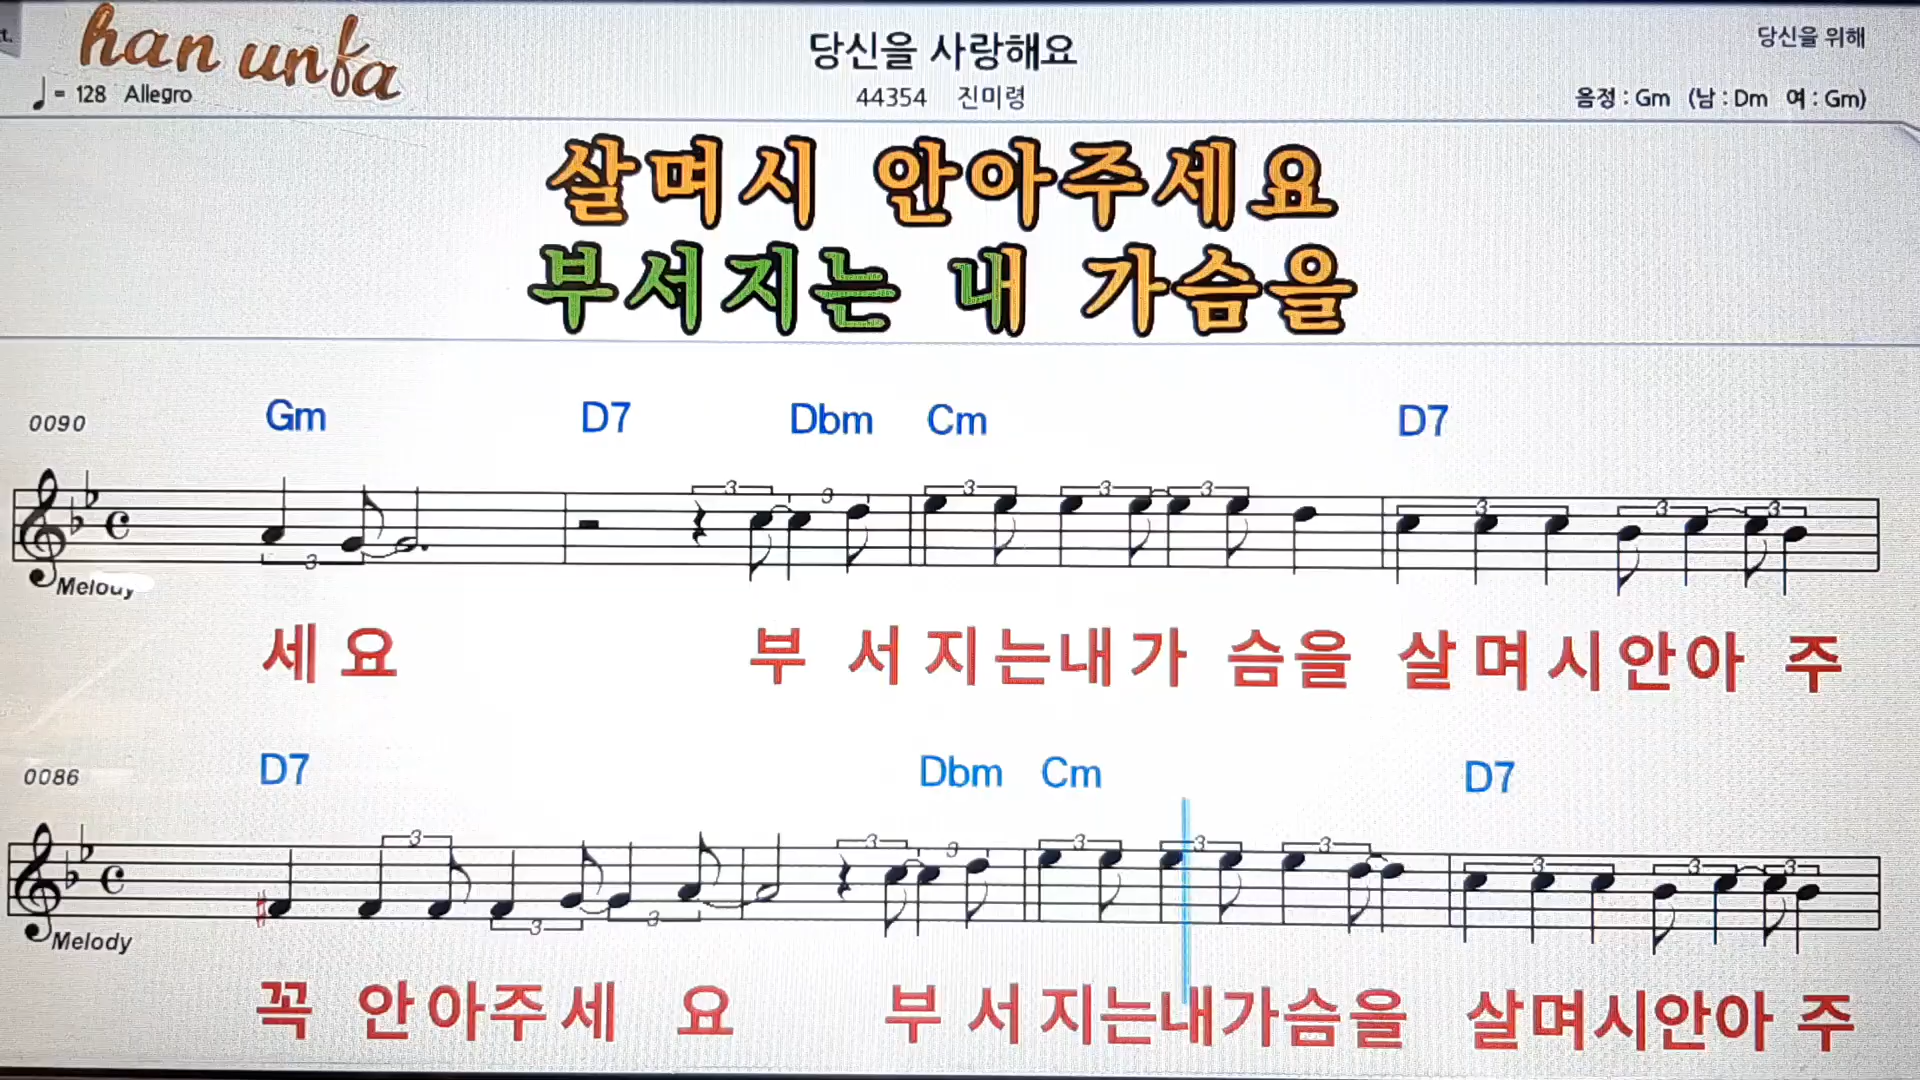 han unfa
당신을 사랑해요
당신을 위해
♩= 128 Allegro
44354 진미령
음정 : Gm (남 : Dm 여 : Gm)
살며시 안아주세요
부서지는 내 가슴을
0090 Gm D7 Dbm Cm D7
Melody
세 요 부 서 지는내가 슴을 살며시안아 주
0086 D7 Dbm Cm D7
Melody
꼭 안아주세 요 부 서 지는내가슴을 살며시안아 주